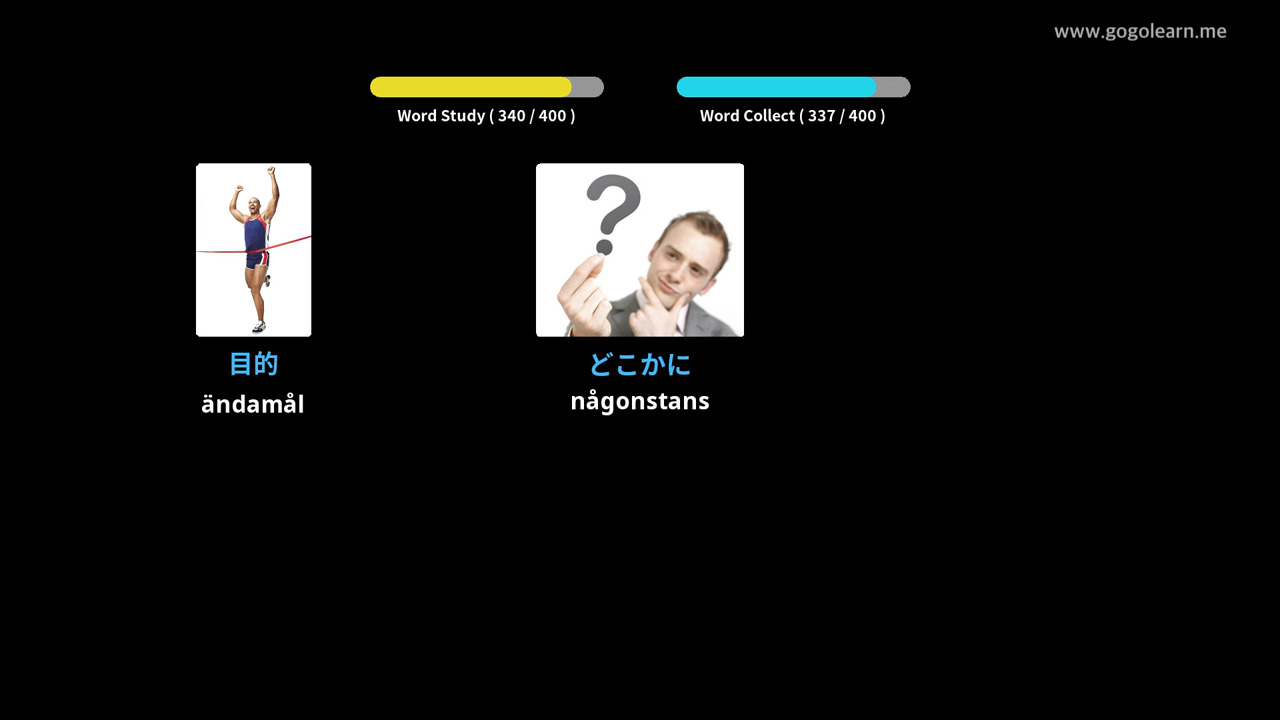 www.gogolearn.me
Word Study ( 340 / 400 )
Word Collect ( 337 / 400 )
?
目的
どこかに
ändamål
någonstans